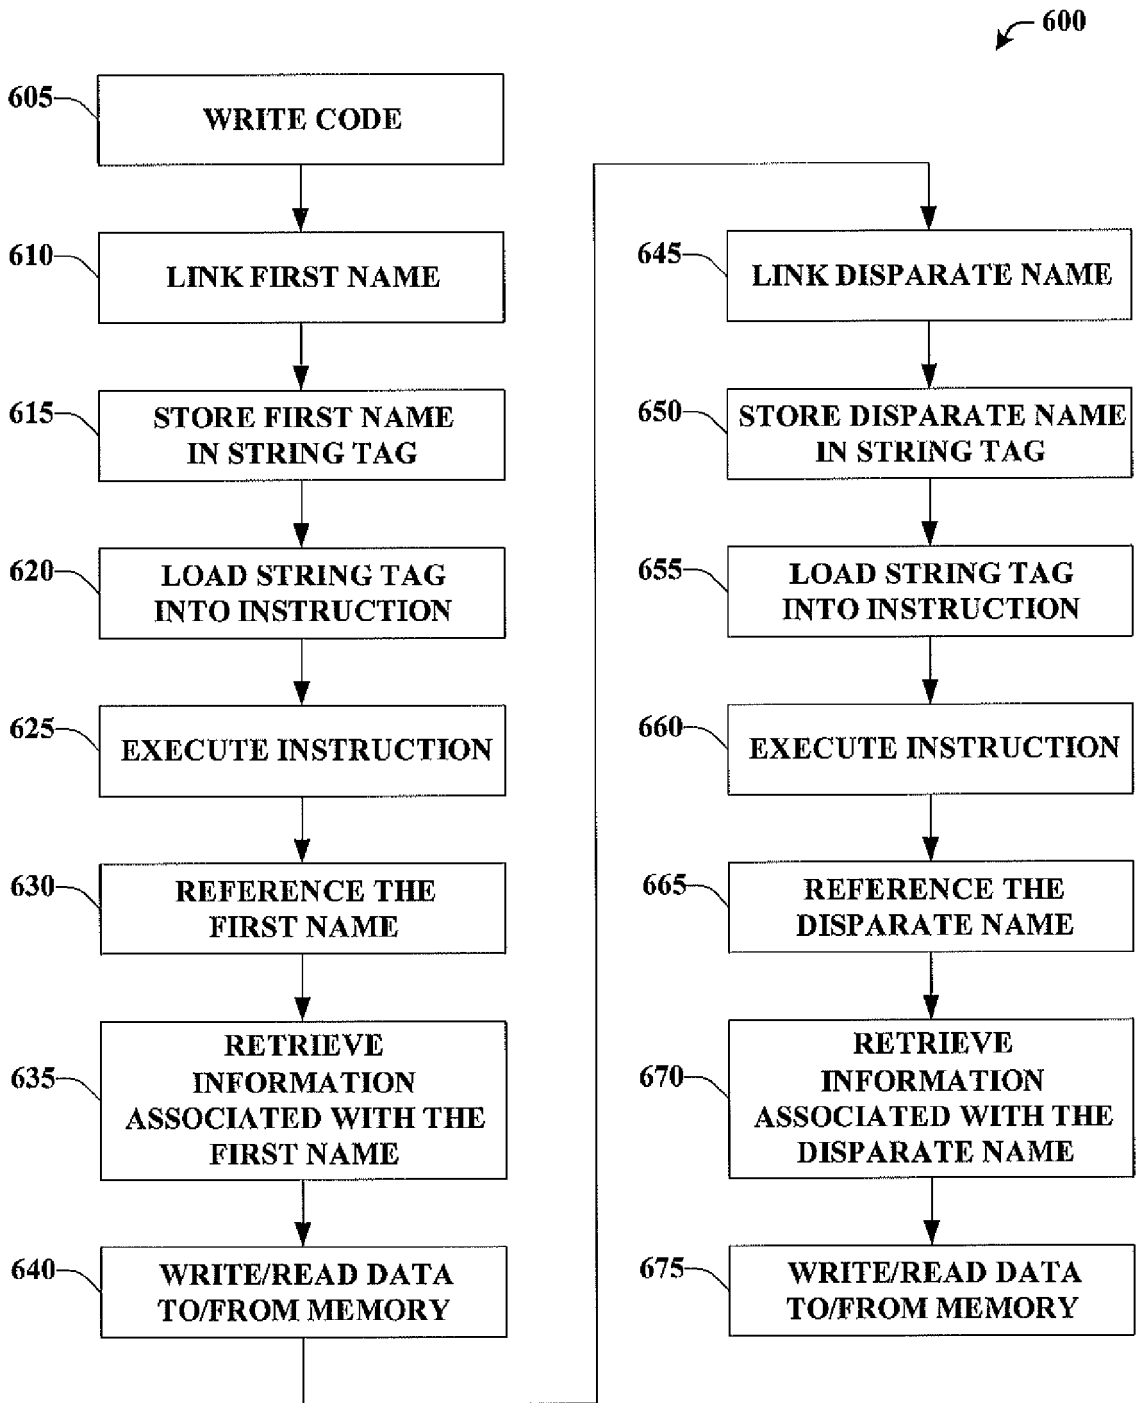 600
605
WRITE CODE
610
LINK FIRST NAME
615
STORE FIRST NAME
IN STRING TAG
620
LOAD STRING TAG
INTO INSTRUCTION
625
EXECUTE INSTRUCTION
630
REFERENCE THE
FIRST NAME
635
RETRIEVE
INFORMATION
ASSOCIATED WITH THE
FIRST NAME
640
WRITE/READ DATA
TO/FROM MEMORY
645
LINK DISPARATE NAME
650
STORE DISPARATE NAME
IN STRING TAG
655
LOAD STRING TAG
INTO INSTRUCTION
660
EXECUTE INSTRUCTION
665
REFERENCE THE
DISPARATE NAME
670
RETRIEVE
INFORMATION
ASSOCIATED WITH THE
DISPARATE NAME
675
WRITE/READ DATA
TO/FROM MEMORY